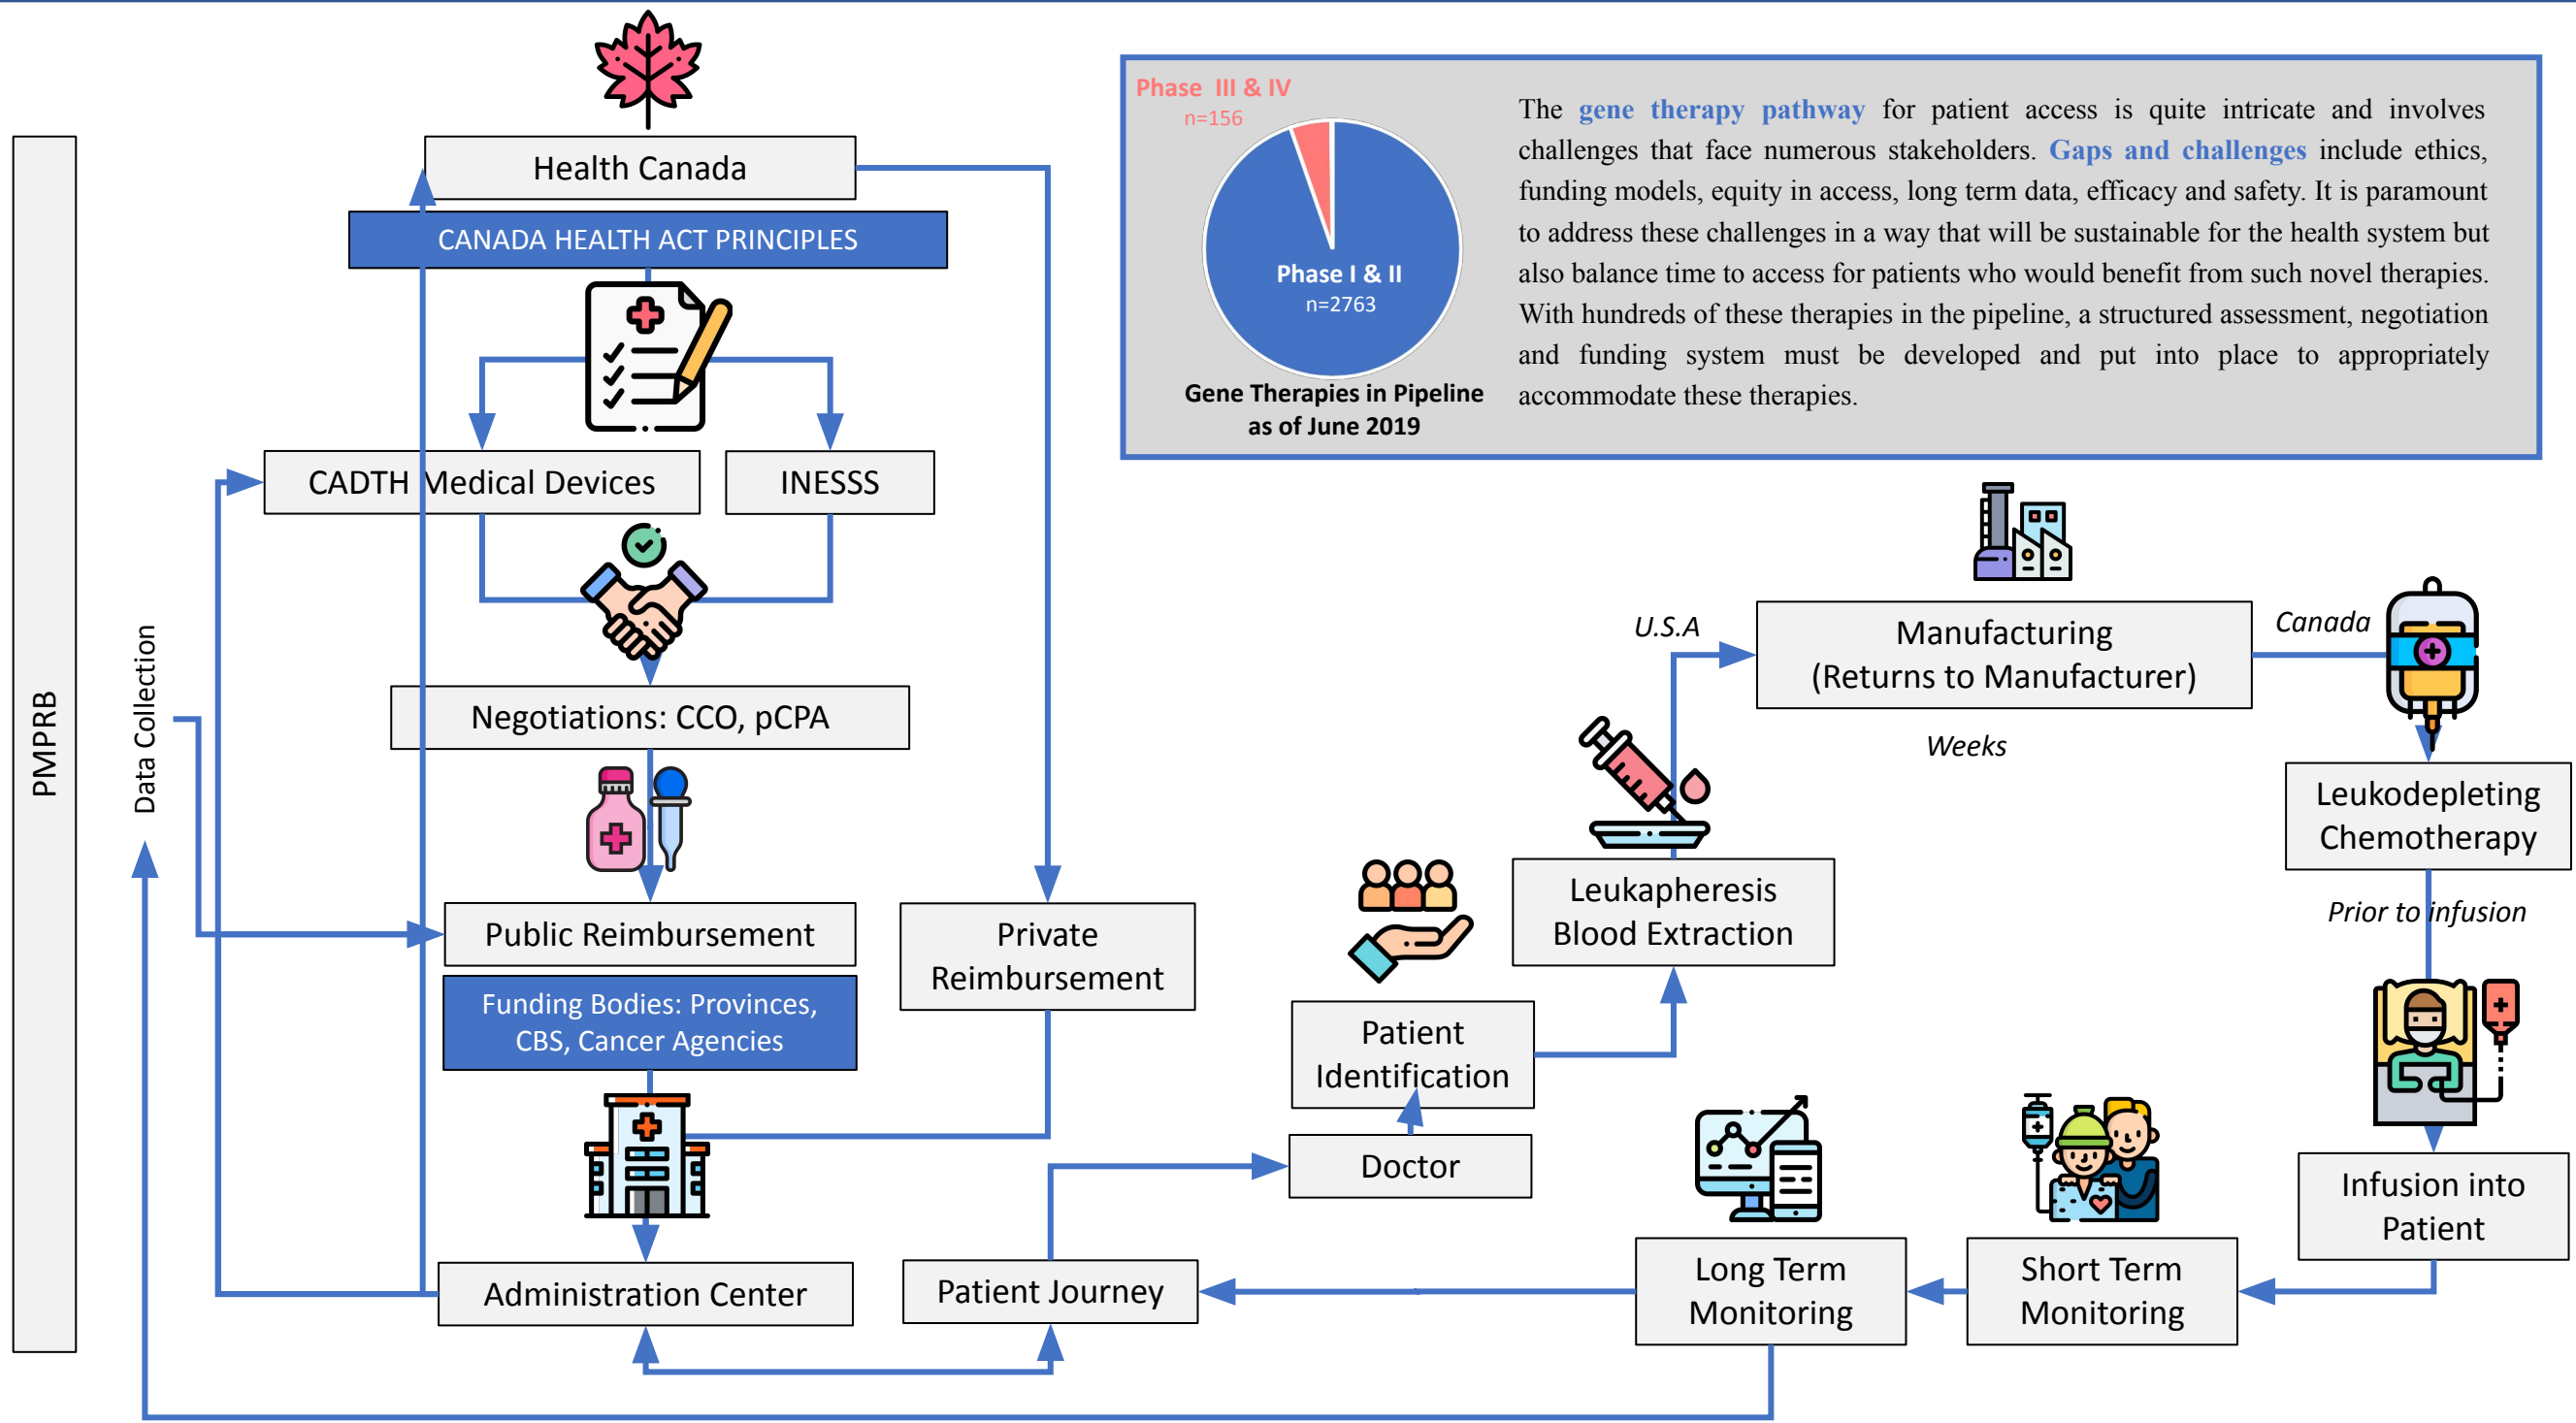 Health Canada
CANADA HEALTH ACT PRINCIPLES
CADTH Medical Devices
INESSS
Negotiations: CCO, pCPA
Public Reimbursement
Funding Bodies: Provinces,
CBS, Cancer Agencies
Private
Reimbursement
Administration Center
PMPRB
Data Collection
Phase III & IV
n=156
Phase I & II
n=2763
Gene Therapies in Pipeline
as of June 2019
The gene therapy pathway for patient access is quite intricate and involves
challenges that face numerous stakeholders. Gaps and challenges include ethics,
funding models, equity in access, long term data, efficacy and safety. It is paramount
to address these challenges in a way that will be sustainable for the health system but
also balance time to access for patients who would benefit from such novel therapies.
With hundreds of these therapies in the pipeline, a structured assessment, negotiation
and funding system must be developed and put into place to appropriately
accommodate these therapies.
Patient Journey
Doctor
Patient
Identification
Leukapheresis
Blood Extraction
U.S.A
Manufacturing
(Returns to Manufacturer)
Weeks
Canada
Leukodepleting
Chemotherapy
Prior to infusion
Infusion into
Patient
Short Term
Monitoring
Long Term
Monitoring